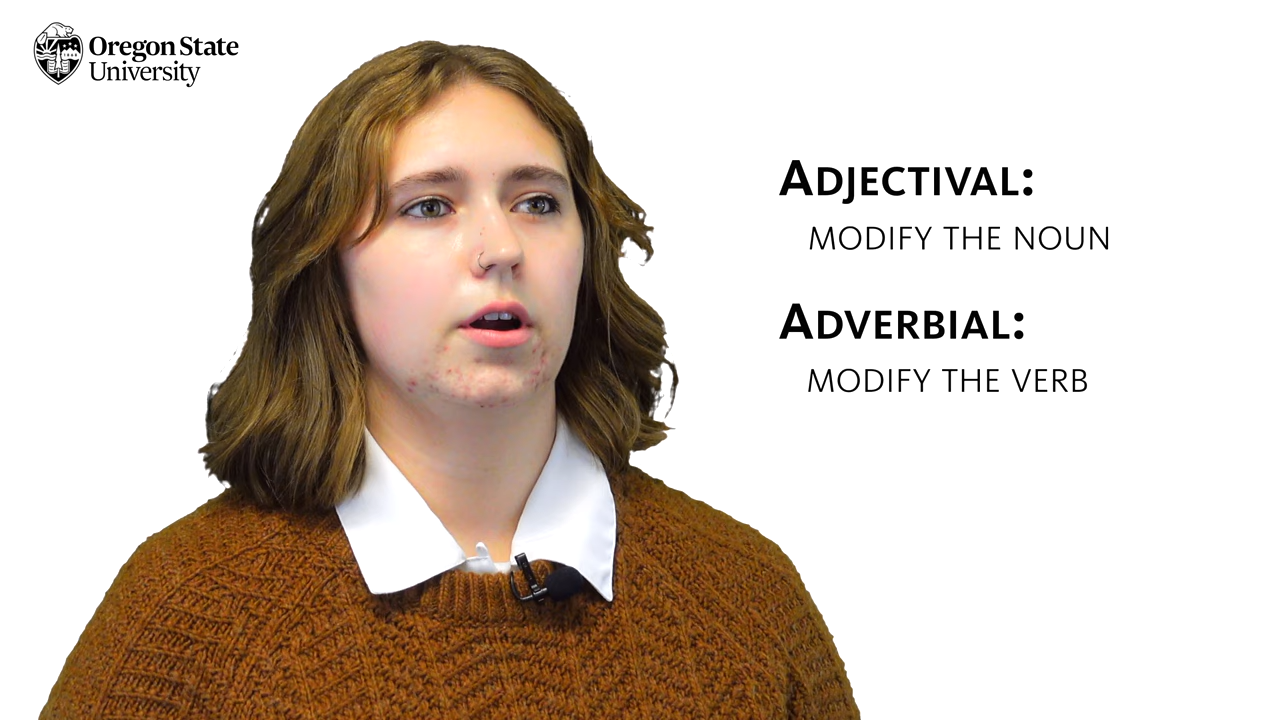 Oregon State
University
ADJECTIVAL:
MODIFY THE NOUN
ADVERBIAL:
MODIFY THE VERB